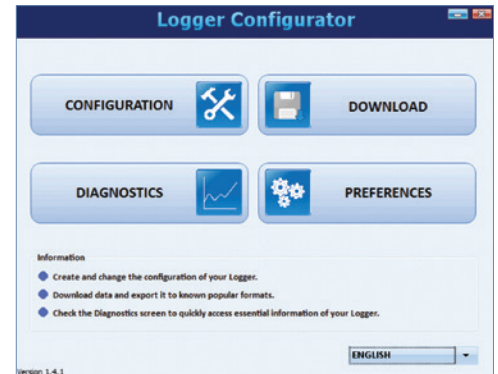 Logger Configurator
CONFIGURATION
DOWNLOAD
DIAGNOSTICS
PREFERENCES
Information
Create and change the configuration of your Logger.
Download data and export it to known popular formats.
Check the Diagnostics screen to quickly access essential information of your Logger.
ENGLISH
Version 1.4.1